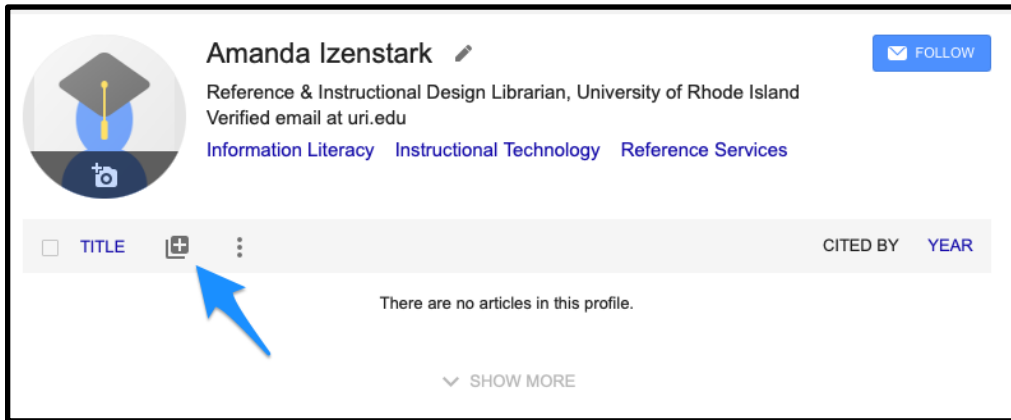 Amanda Izenstark
FOLLOW
Reference & Instructional Design Librarian, University of Rhode Island
Verified email at uri.edu
Information Literacy Instructional Technology Reference Services
TITLE CITED BY YEAR
There are no articles in this profile.
SHOW MORE